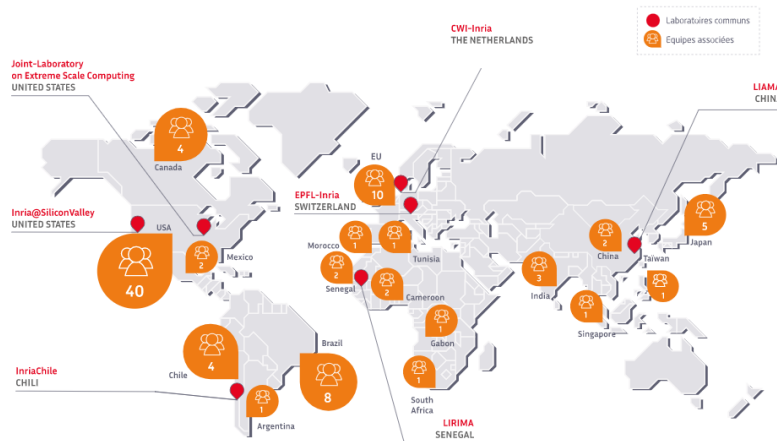 Laboratoires communs
Equipes associées
CWI-Inria
THE NETHERLANDS
Joint-Laboratory
on Extreme Scale Computing
UNITED STATES
LIAMA
CHINA
4
Canada
EU
10
EPFL-Inria
SWITZERLAND
Inria@SiliconValley
UNITED STATES
USA
40
2
Mexico
Morocco
1
1
Tunisia
2
Senegal
2
Cameroon
1
Gabon
1
South
Africa
2
China
5
Japan
Taïwan
1
3
India
1
Singapore
Brazil
8
4
Chile
1
Argentina
InriaChile
CHILI
LIRIMA
SENEGAL